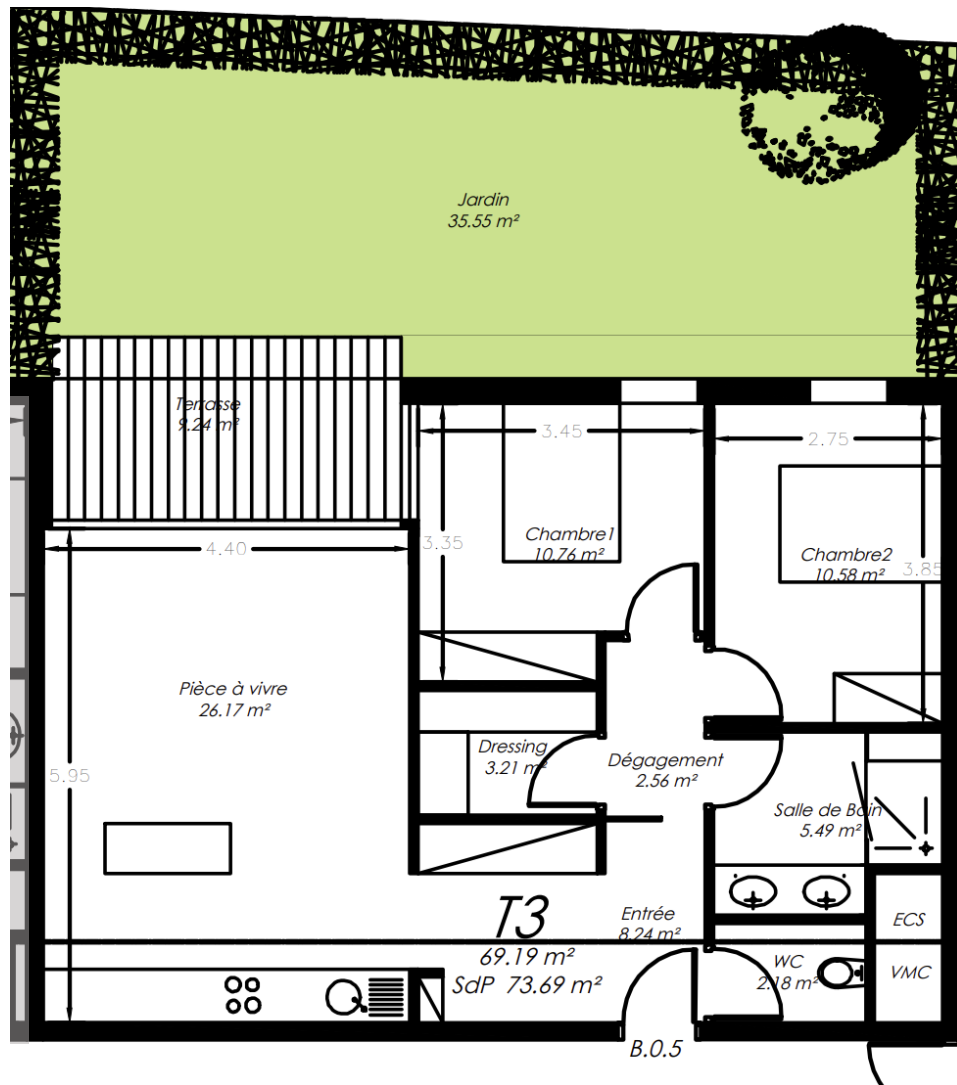 Jardin
35.55 m²
Terrasse
9.24 m²
3.45
2.75
4.40
3.35
Chambre1
10.76 m²
Chambre2
10.58 m²
3.85
Pièce à vivre
26.17 m²
5.95
Dressing
3.21 m²
Dégagement
2.56 m²
Salle de Bain
5.49 m²
T3
69.19 m²
SdP 73.69 m²
Entrée
8.24 m²
ECS
WC
2.18 m²
VMC
B.0.5